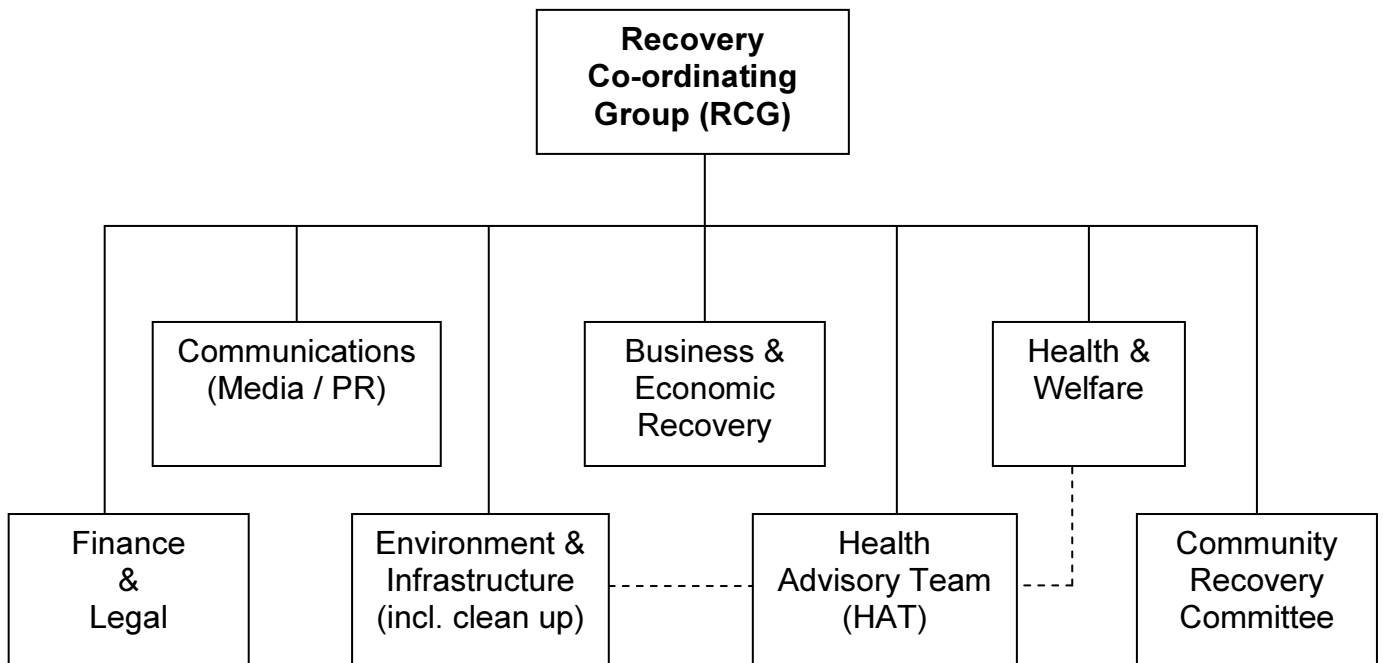 Recovery
Co-ordinating
Group (RCG)
Communications
(Media / PR)
Business &
Economic
Recovery
Health &
Welfare
Finance
&
Legal
Environment &
Infrastructure
(incl. clean up)
Health
Advisory Team
(HAT)
Community
Recovery
Committee